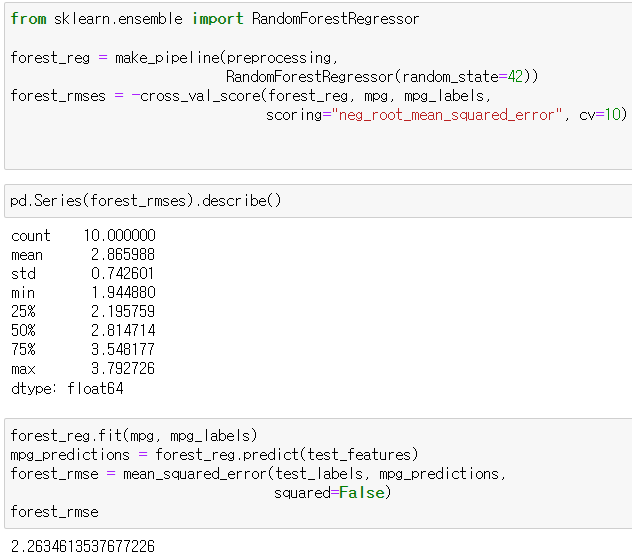 from sklearn.ensemble import RandomForestRegressor
forest_reg = make_pipeline(preprocessing,
                           RandomForestRegressor(random_state=42))
forest_rmses = -cross_val_score(forest_reg, mpg, mpg_labels,
                                scoring="neg_root_mean_squared_error", cv=10)
pd.Series(forest_rmses).describe()
count    10.000000
mean      2.865988
std       0.742601
min       1.944880
25%       2.195759
50%       2.814714
75%       3.548177
max       3.792726
dtype: float64
forest_reg.fit(mpg, mpg_labels)
mpg_predictions = forest_reg.predict(test_features)
forest_rmse = mean_squared_error(test_labels, mpg_predictions,
                                 squared=False)
forest_rmse
2.2634613537677226